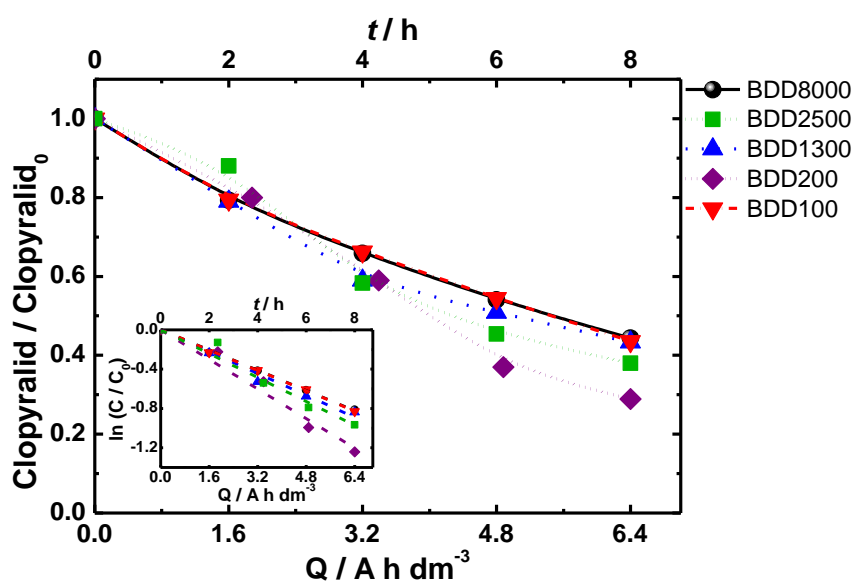 t / h
0 2 4 6 8
Clopyralid / Clopyralid0
1.0
0.8
0.6
0.4
0.2
0.0
0.0 1.6 3.2 4.8 6.4
Q / A h dm-3
BDD8000
BDD2500
BDD1300
BDD200
BDD100
t / h
0 2 4 6 8
ln (C / C0)
0.0
-0.4
-0.8
-1.2
0.0 1.6 3.2 4.8 6.4
Q / A h dm-3